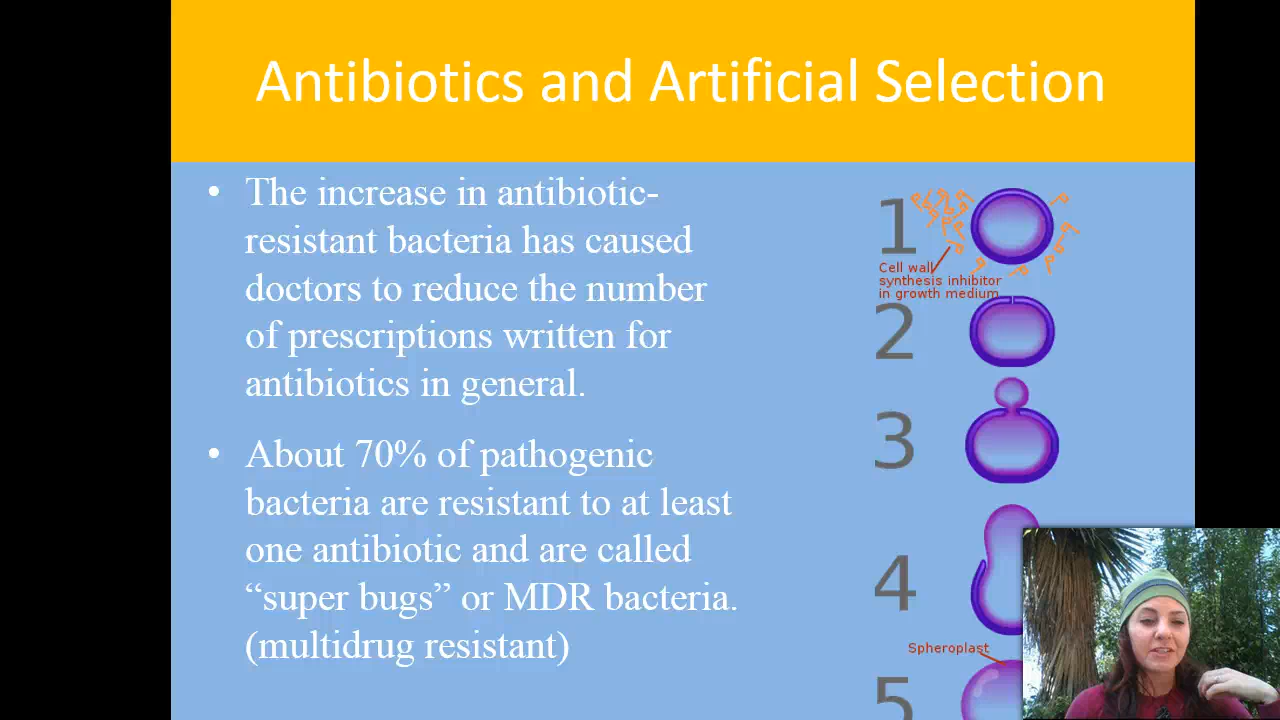 Antibiotics and Artificial Selection
• The increase in antibiotic-
resistant bacteria has caused
doctors to reduce the number
of prescriptions written for
antibiotics in general.
• About 70% of pathogenic
bacteria are resistant to at least
one antibiotic and are called
“super bugs” or MDR bacteria.
(multidrug resistant)
1
Cell wall
synthesis inhibitor
in growth medium
2
3
4
Spheroplast
5